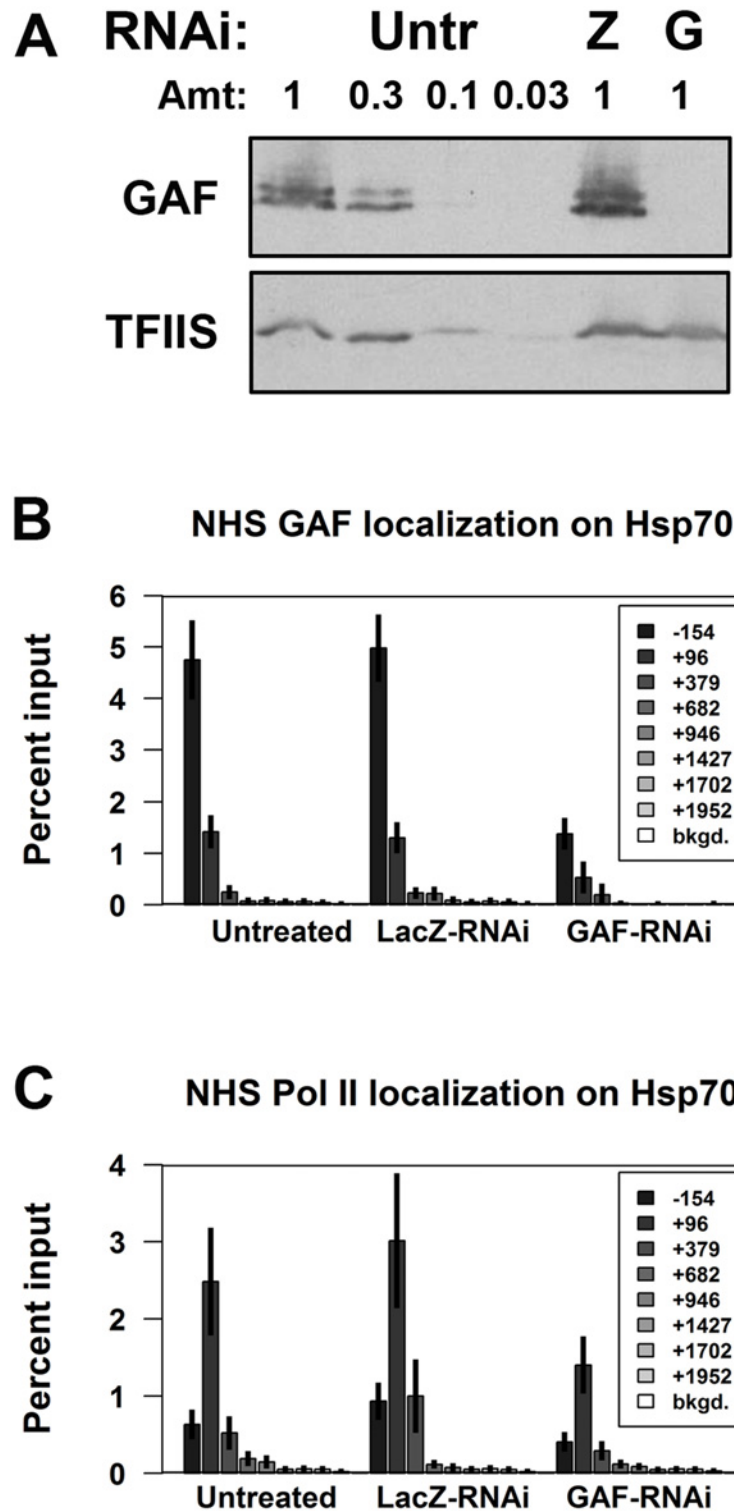 A RNAi: Untr Z G
Amt: 1 0.3 0.1 0.03 1 1
GAF
TFIIS
B NHS GAF localization on Hsp70
Percent input
6
5
4
3
2
1
0
-154
+96
+379
+682
+946
+1427
+1702
+1952
bkgd.
Untreated LacZ-RNAi GAF-RNAi
C NHS Pol II localization on Hsp70
Percent input
4
3
2
1
0
-154
+96
+379
+682
+946
+1427
+1702
+1952
bkgd.
Untreated LacZ-RNAi GAF-RNAi